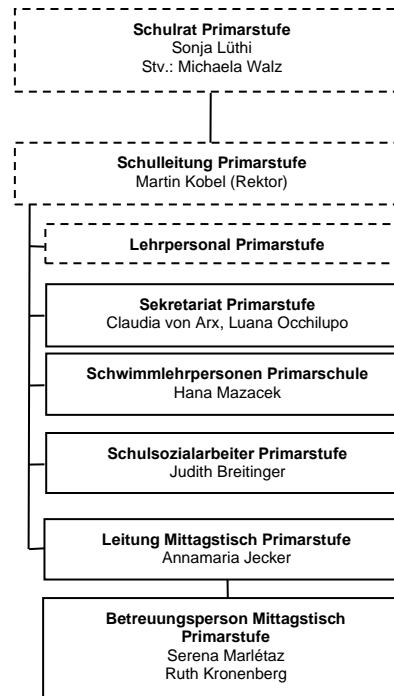 Schulrat Primarstufe
Sonja Lüthi
Stv.: Michaela Walz
Schulleitung Primarstufe
Martin Kobel (Rektor)
Lehrpersonal Primarstufe
Sekretariat Primarstufe
Claudia von Arx, Luana Occhilupo
Schwimmlehrpersonen Primarschule
Hana Mazacek
Schulsozialarbeiter Primarstufe
Judith Breitinger
Leitung Mittagstisch Primarstufe
Annamaria Jecker
Betreuungsperson Mittagstisch
Primarstufe
Serena Marlétaz
Ruth Kronenberg